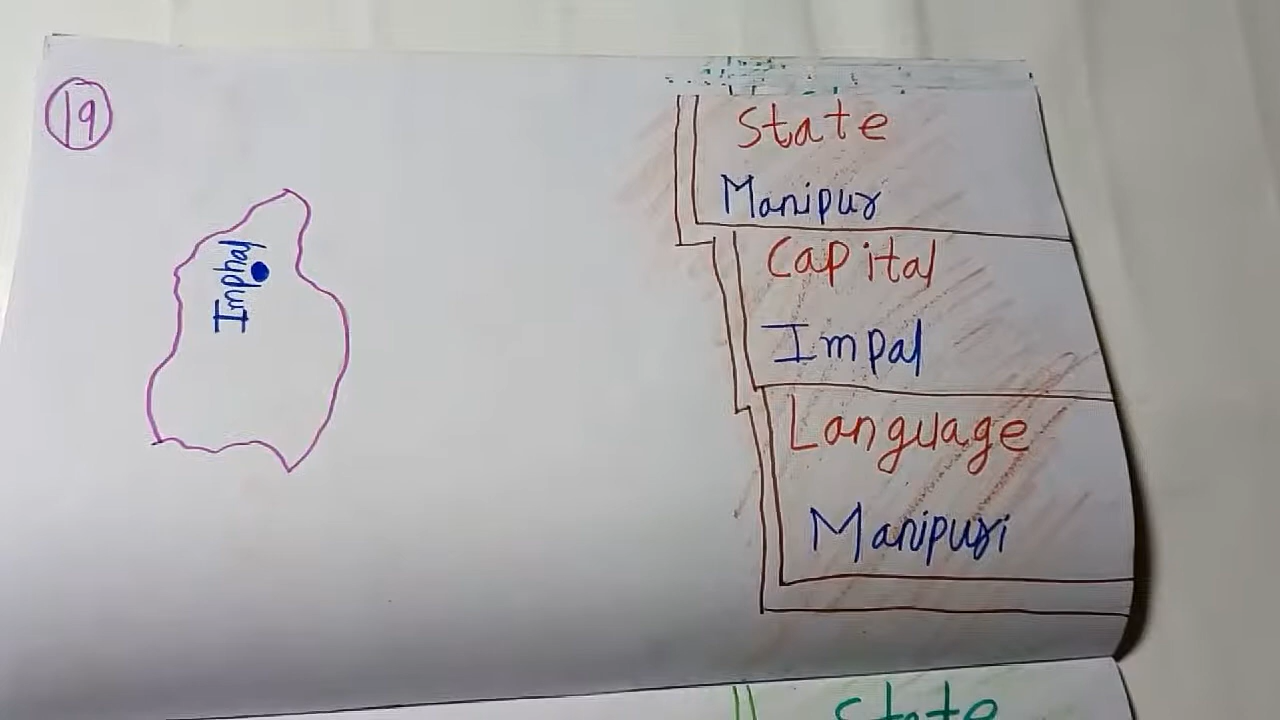 19
Imphal
State
Manipur
Capital
Impal
Language
Manipuri
State